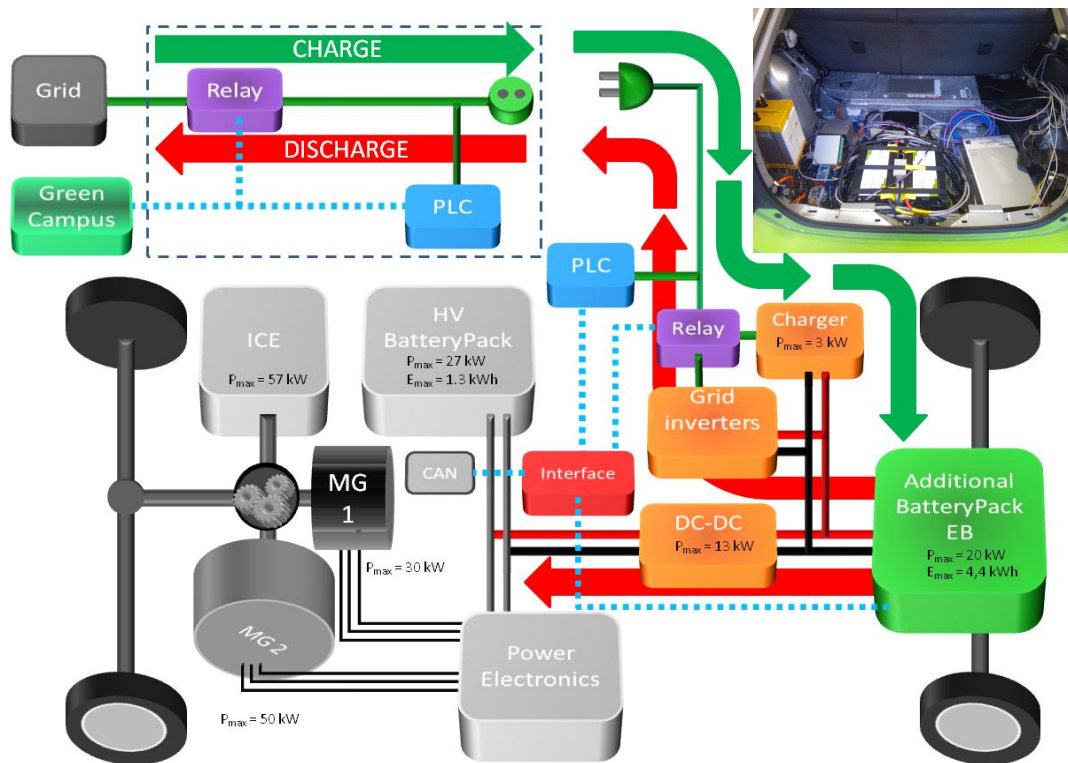 CHARGE
Grid
Relay
DISCHARGE
Green
Campus
PLC
PLC
Relay
Charger
Pmax = 3 kW
ICE
Pmax = 57 kW
HV
BatteryPack
Pmax = 27 kW
Emax = 1.3 kWh
Grid
inverters
CAN
Interface
MG
1
DC-DC
Pmax = 13 kW
Additional
BatteryPack
EB
Pmax = 20 kW
Emax = 4,4 kWh
Pmax = 30 kW
MG 2
Power
Electronics
Pmax = 50 kW